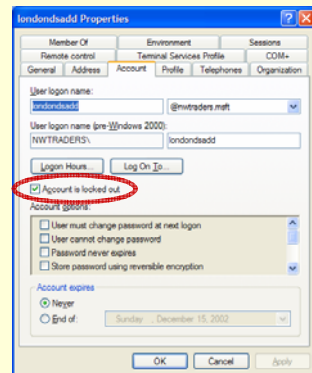 londondsadd Properties
Member Of Environment Sessions
Remote control Terminal Services Profile COM+
General Address Account Profile Telephones Organization
User logon name:
londondsadd @nwtraders.msft
User logon name (pre-Windows 2000):
NWTRADERS\ londondsadd
Logon Hours... Log On To...
Account is locked out
Account options:
User must change password at next logon
User cannot change password
Password never expires
Store password using reversible encryption
Account expires
Never
End of: Sunday , December 15, 2002
OK Cancel Apply